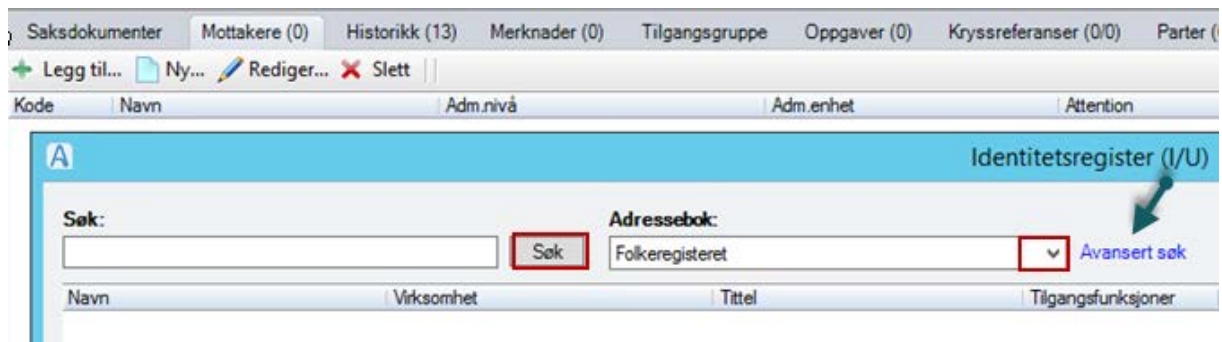 Saksdokumenter Mottakere (0) Historikk (13) Merknader (0) Tilgangsgruppe Oppgaver (0) Kryssreferanser (0/0) Parter (
Legg til... Ny... Rediger... Slett
Kode Navn Adm.nivå Adm.enhet Attention
A Identitetsregister (I/U)
Søk: Adressebok:
Søk Folkeregisteret Avansert søk
Navn Virksomhet Tittel Tilgangsfunksjoner